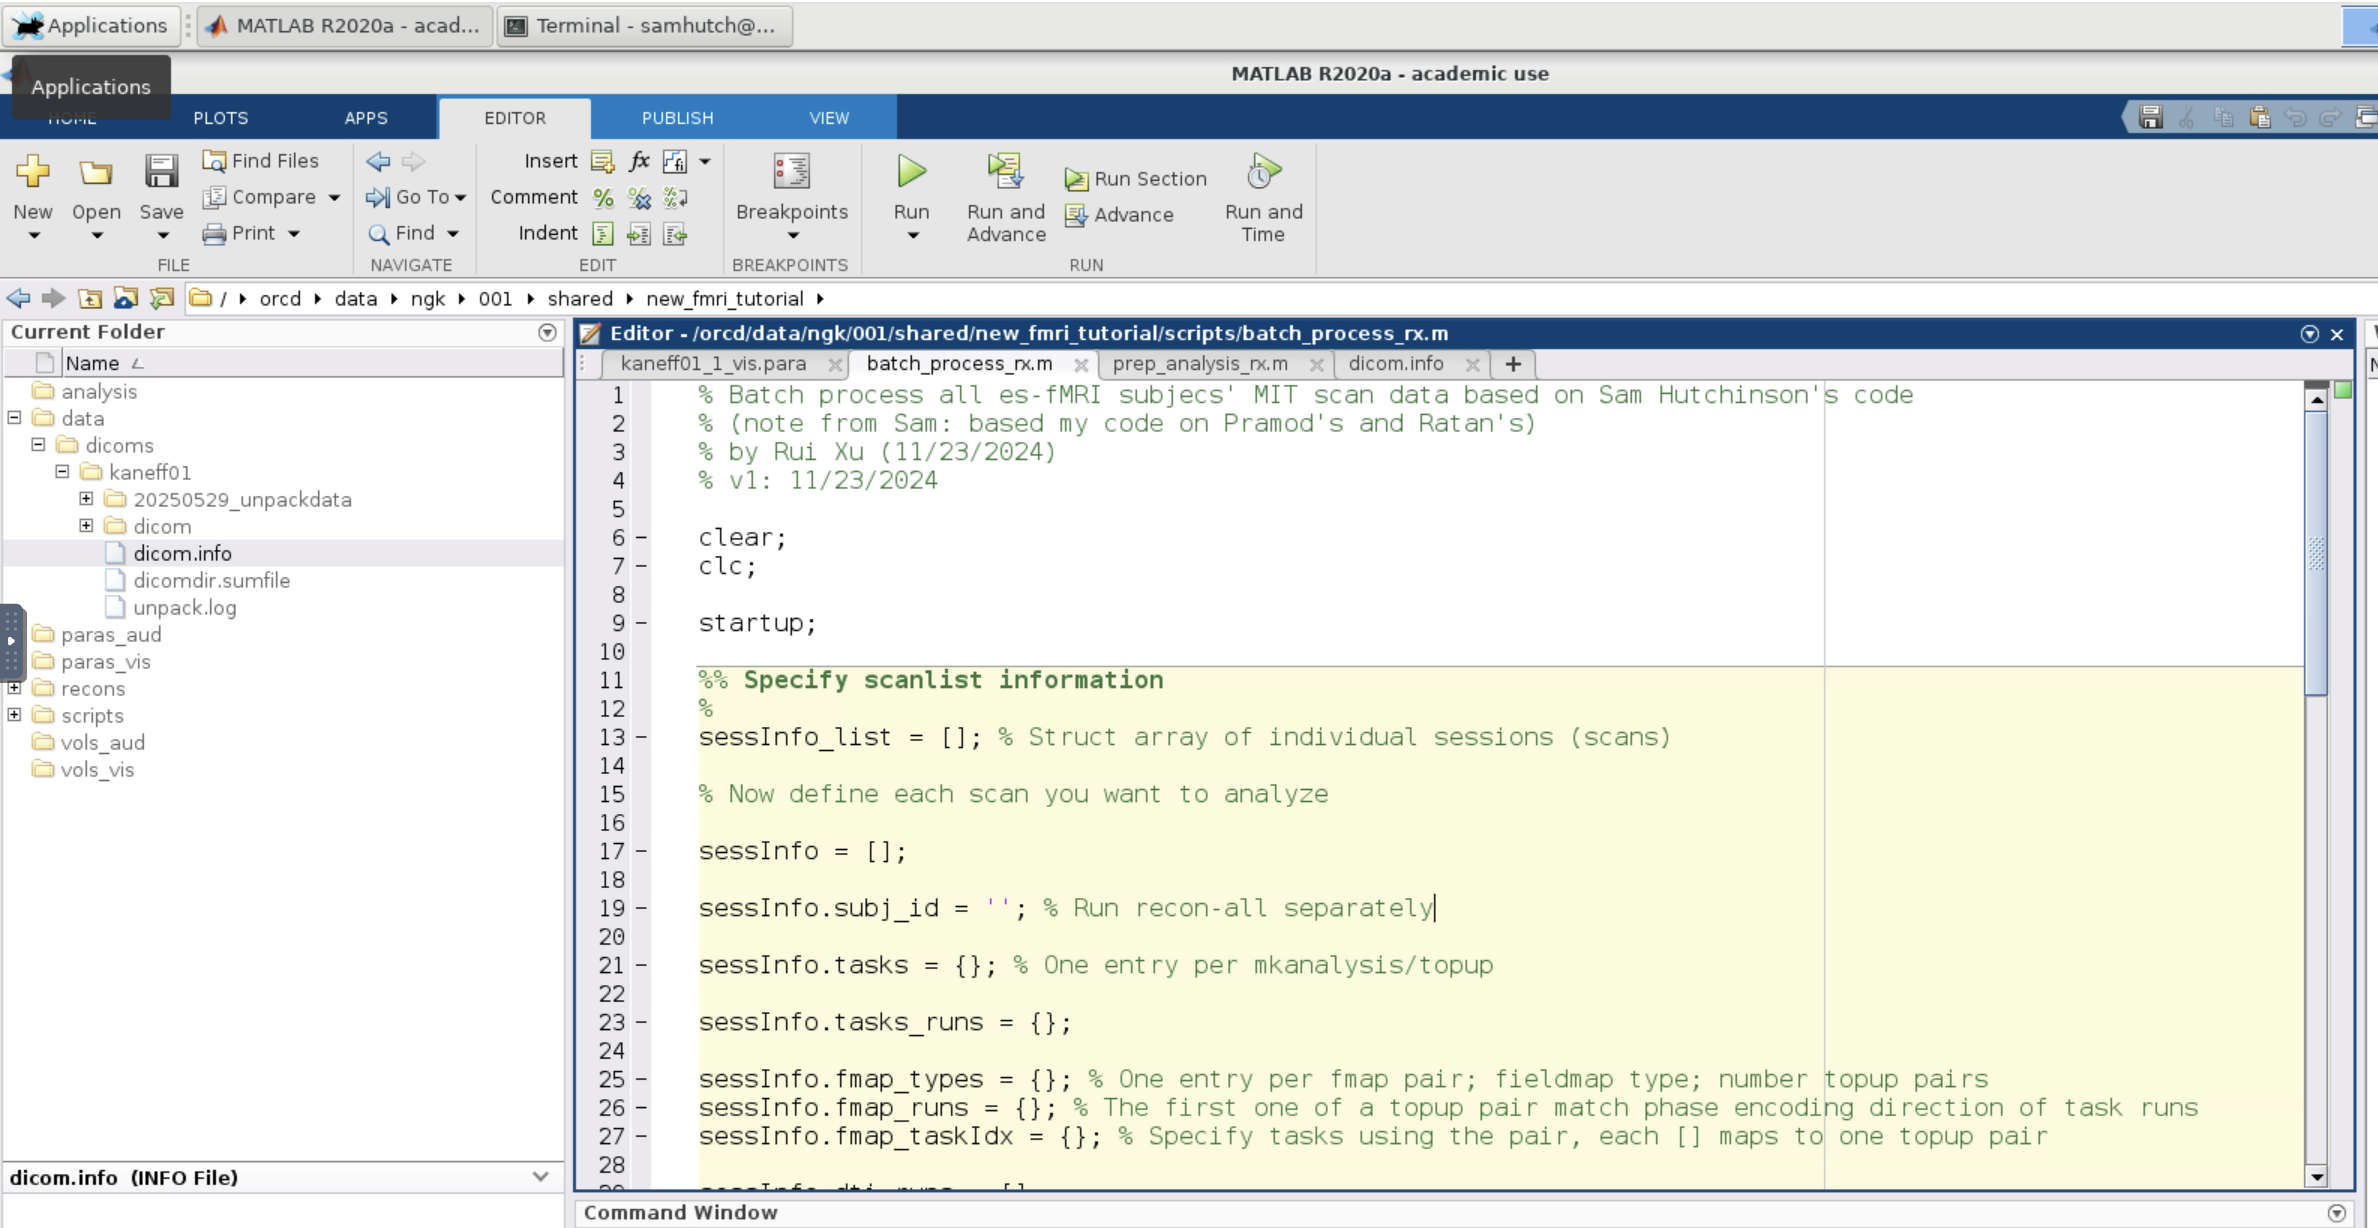 Applications
MATLAB R2020a - acad...
Terminal - samhutch@...
Applications
MATLAB R2020a - academic use
HOME
PLOTS
APPS
EDITOR
PUBLISH
VIEW
New
Open
Save
Find Files
Compare
Print
FILE
Go To
Find
NAVIGATE
Insert
fx
Comment
Indent
EDIT
Breakpoints
BREAKPOINTS
Run
Run and Advance
Run Section
Advance
Run and Time
RUN
/ orcd data ngk 001 shared new_fmri_tutorial
Current Folder
Name
analysis
data
dicoms
kaneff01
20250529_unpackdata
dicom
dicom.info
dicomdir.sumfile
unpack.log
paras_aud
paras_vis
recons
scripts
vols_aud
vols_vis
dicom.info (INFO File)
Editor - /orcd/data/ngk/001/shared/new_fmri_tutorial/scripts/batch_process_rx.m
kaneff01_1_vis.para
batch_process_rx.m
prep_analysis_rx.m
dicom.info
1 % Batch process all es-fMRI subjecs' MIT scan data based on Sam Hutchinson's code
2 % (note from Sam: based my code on Pramod's and Ratan's)
3 % by Rui Xu (11/23/2024)
4 % v1: 11/23/2024
5
6 clear;
7 clc;
8
9 startup;
10
11 %% Specify scanlist information
12 %
13 sessInfo_list = []; % Struct array of individual sessions (scans)
14
15 % Now define each scan you want to analyze
16
17 sessInfo = [];
18
19 sessInfo.subj_id = ''; % Run recon-all separately
20
21 sessInfo.tasks = {}; % One entry per mkanalysis/topup
22
23 sessInfo.tasks_runs = {};
24
25 sessInfo.fmap_types = {}; % One entry per fmap pair; fieldmap type; number topup pairs
26 sessInfo.fmap_runs = {}; % The first one of a topup pair match phase encoding direction of task runs
27 sessInfo.fmap_taskIdx = {}; % Specify tasks using the pair, each [] maps to one topup pair
28
Command Window